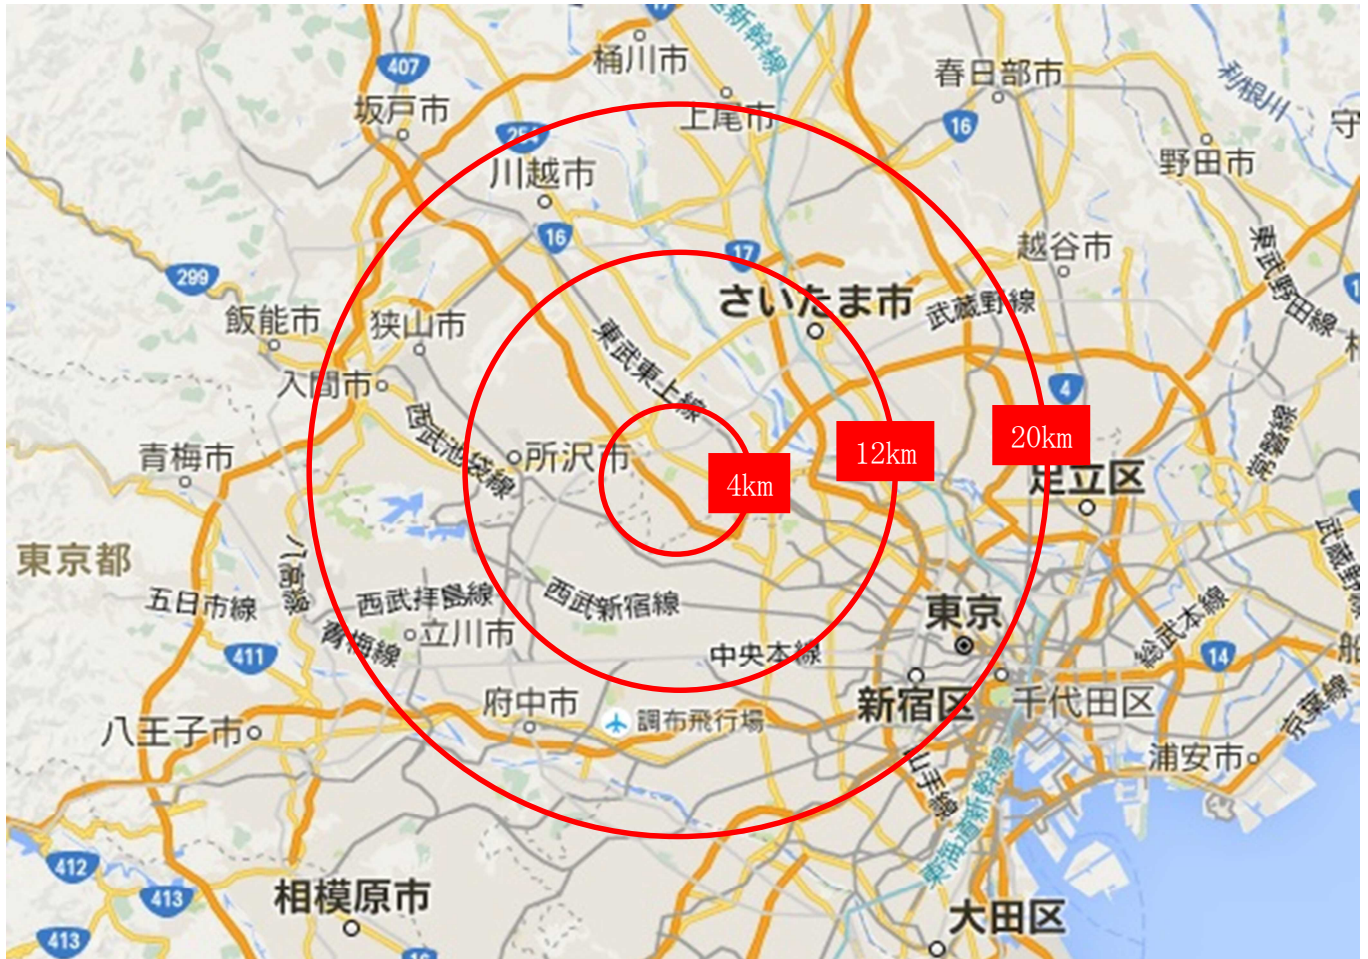 新幹線
17
桶川市
407
春日部市
利根川
坂戸市
上尾市
16
守
254
川越市
野田市
16
17
越谷市
東武野田線
299
さいたま市
武蔵野線
飯能市
狭山市
東武東上線
入間市
4
西武池袋線
20km
常磐線
青梅市
所沢市
12km
4km
足立区
東京都
八高線
武蔵野
五日市線
西武拝島線
西武新宿線
東京
総武本線
青梅線
立川市
411
中央本線
14
船
府中市
調布飛行場
新宿区
千代田区
京葉線
八王子市
浦安市
山手線
東海道新幹線
412
413
相模原市
大田区
413
16